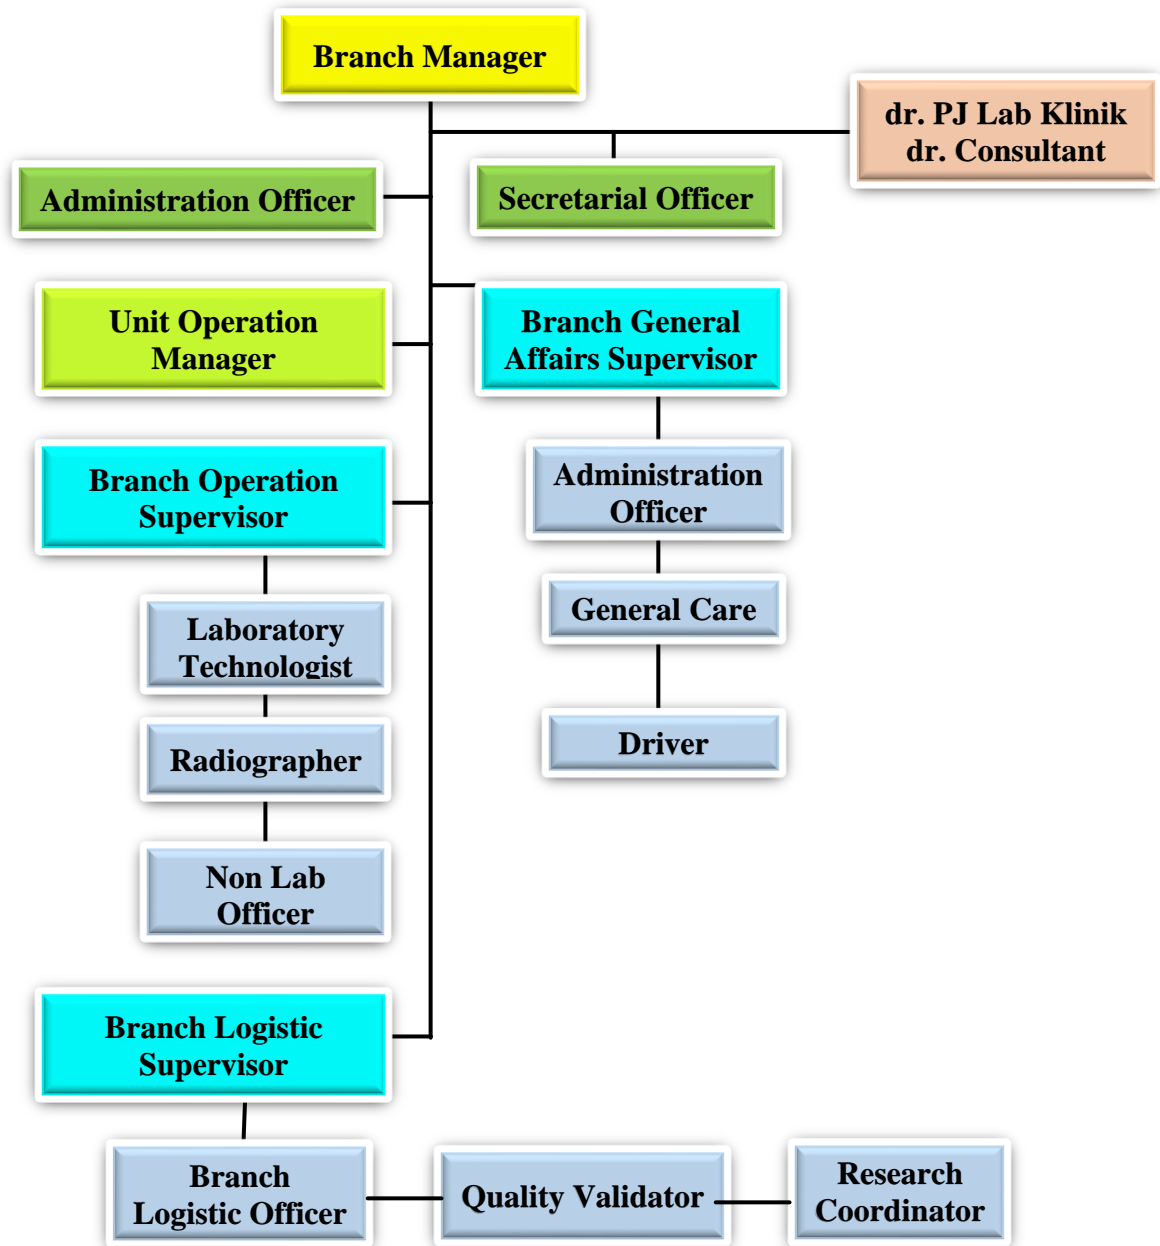 Branch Manager
dr. PJ Lab Klinik
dr. Consultant
Administration Officer
Secretarial Officer
Unit Operation
Manager
Branch General
Affairs Supervisor
Branch Operation
Supervisor
Administration
Officer
Laboratory
Technologist
General Care
Radiographer
Driver
Non Lab
Officer
Branch Logistic
Supervisor
Branch
Logistic Officer
Quality Validator
Research
Coordinator